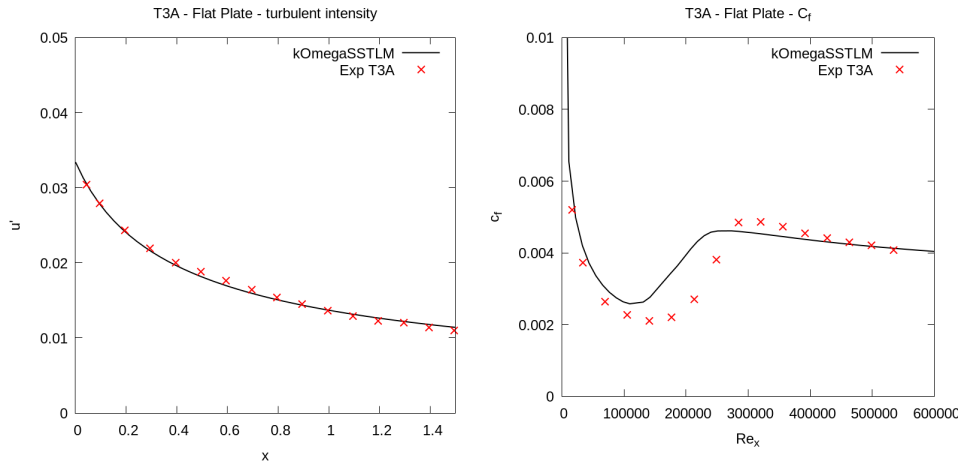 T3A - Flat Plate - turbulent intensity
kOmegaSSTLM
Exp T3A
0.05
0.04
0.03
0.02
0.01
0
u'
0 0.2 0.4 0.6 0.8 1 1.2 1.4
x
T3A - Flat Plate - Cf
kOmegaSSTLM
Exp T3A
0.01
0.008
0.006
0.004
0.002
0
cf
0 100000 200000 300000 400000 500000 600000
Rex